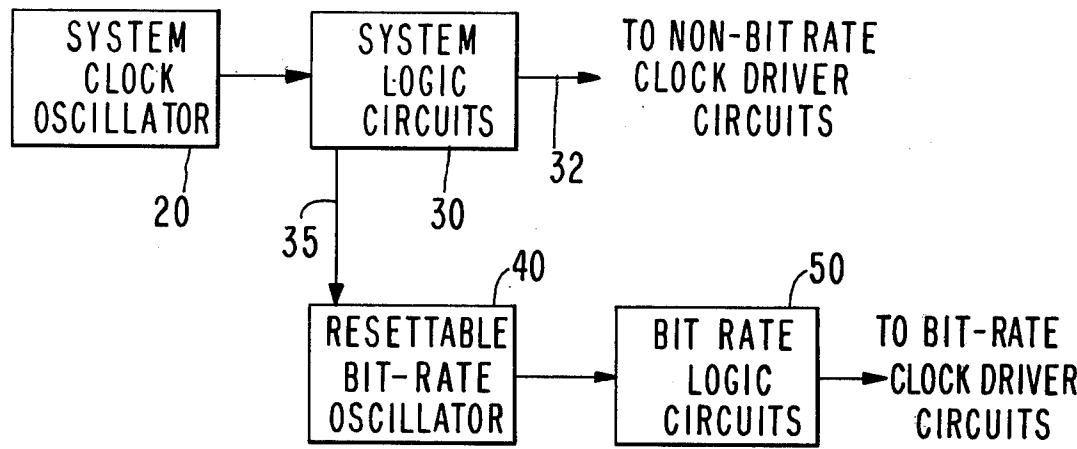 SYSTEM
CLOCK
OSCILLATOR
20
SYSTEM
LOGIC
CIRCUITS
30
32
TO NON-BIT RATE
CLOCK DRIVER
CIRCUITS
35
RESETTABLE
BIT-RATE
OSCILLATOR
40
BIT RATE
LOGIC
CIRCUITS
50
TO BIT-RATE
CLOCK DRIVER
CIRCUITS